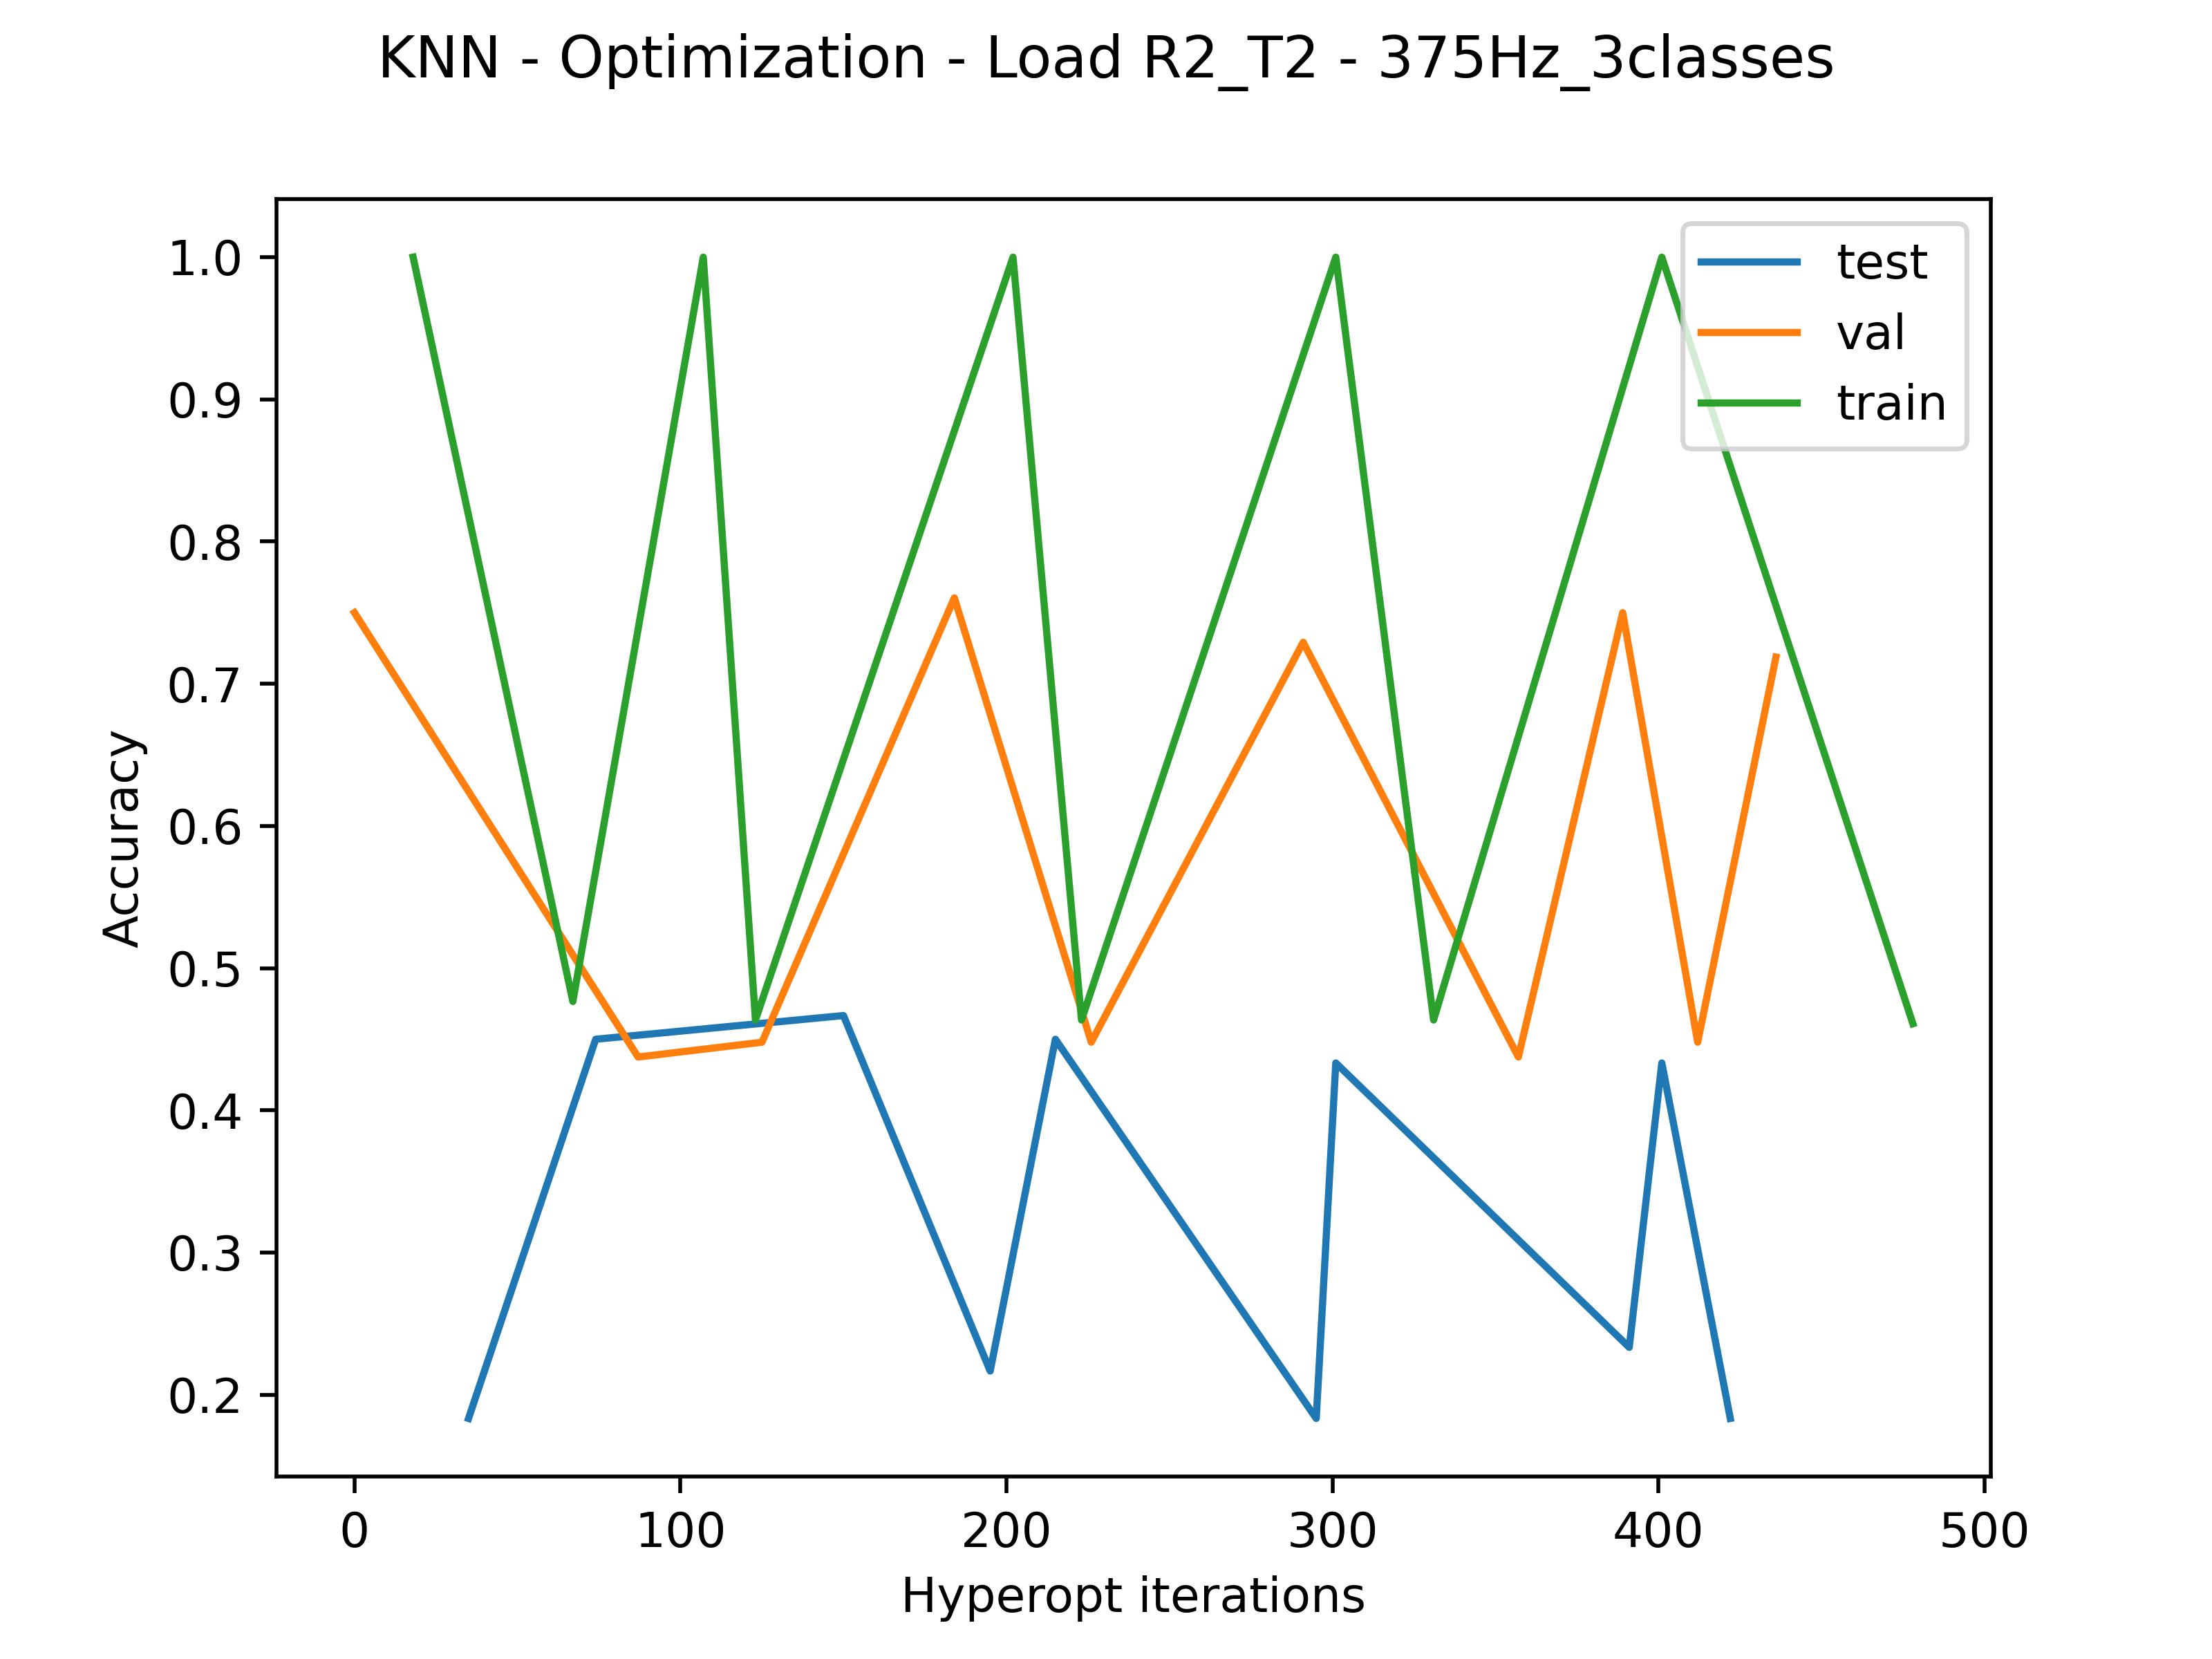 KNN - Optimization - Load R2_T2 - 375Hz_3classes
1.0
0.9
0.8
0.7
0.6
0.5
0.4
0.3
0.2
Accuracy
test
val
train
0 100 200 300 400 500
Hyperopt iterations